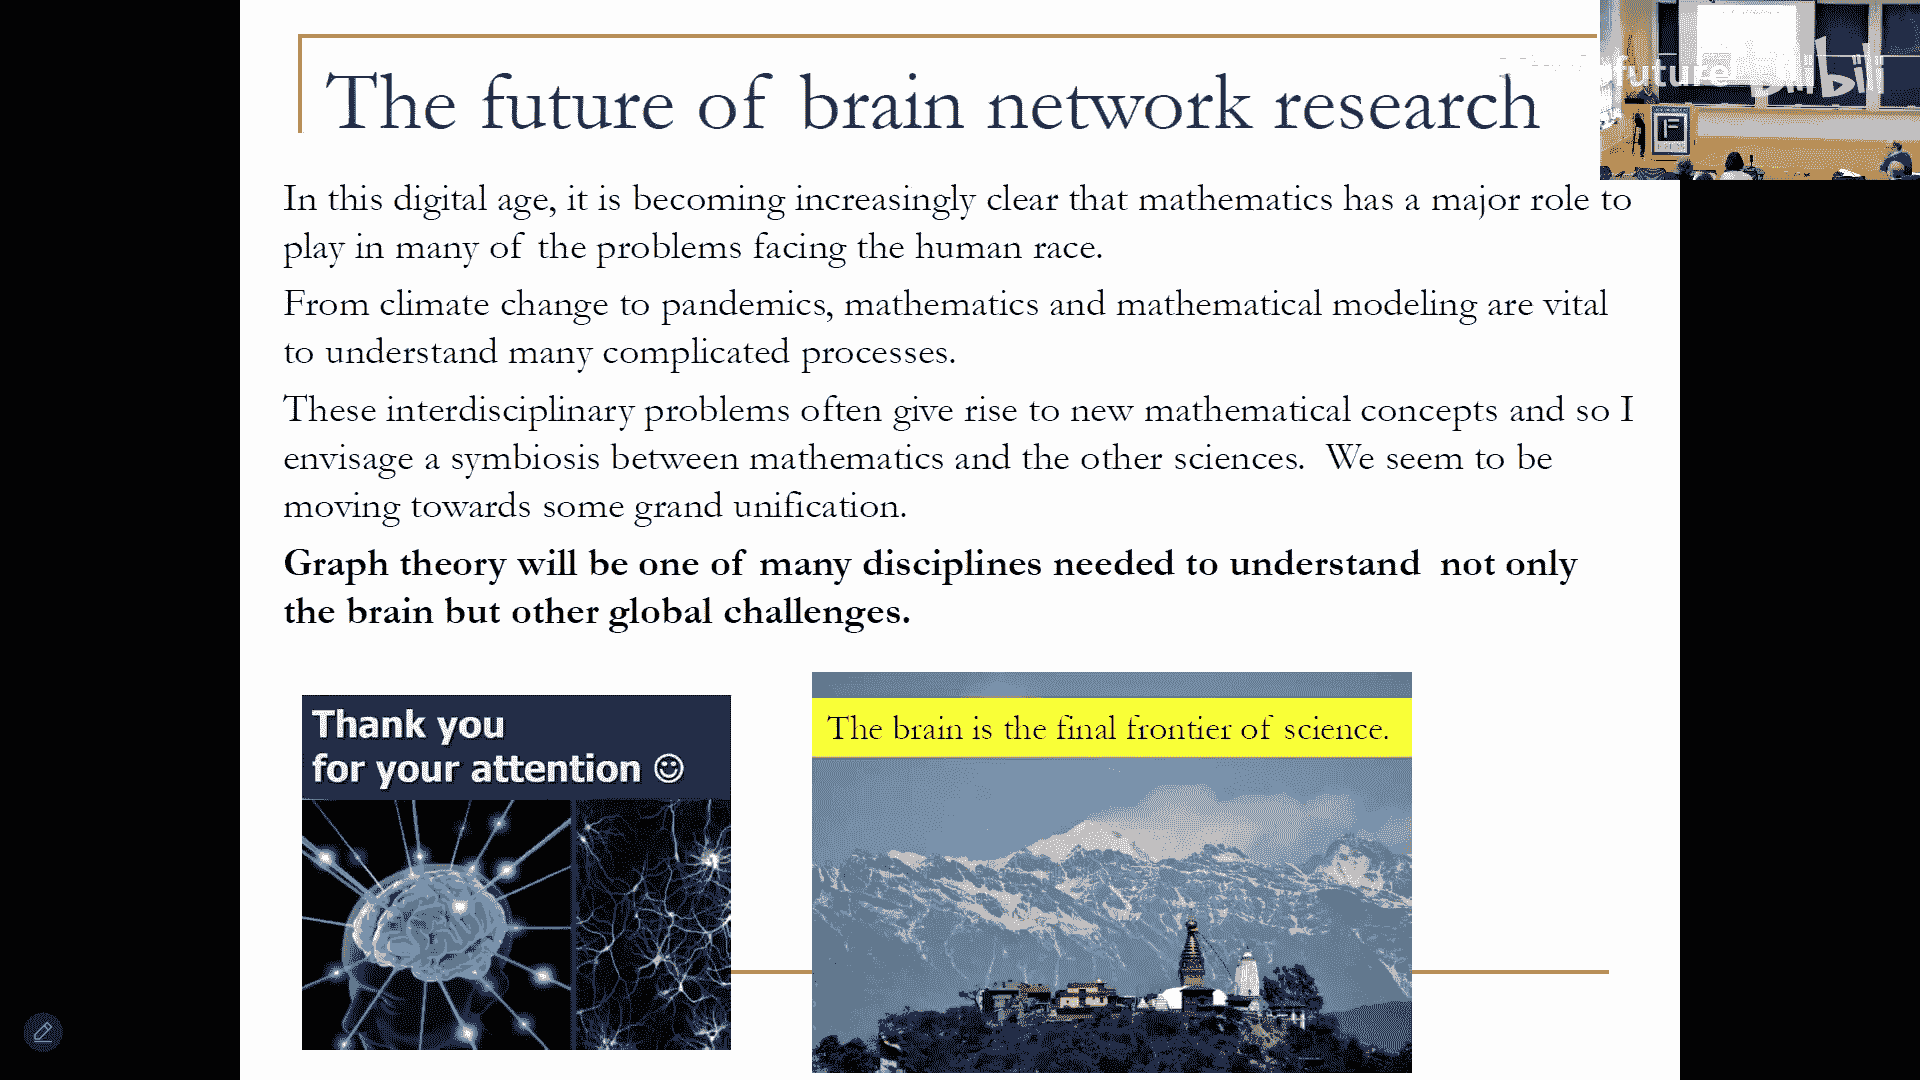 The future of brain network research
future
bilibili
F
In this digital age, it is becoming increasingly clear that mathematics has a major role to
play in many of the problems facing the human race.
From climate change to pandemics, mathematics and mathematical modeling are vital
to understand many complicated processes.
These interdisciplinary problems often give rise to new mathematical concepts and so I
envisage a symbiosis between mathematics and the other sciences. We seem to be
moving towards some grand unification.
Graph theory will be one of many disciplines needed to understand not only
the brain but other global challenges.
Thank you
for your attention ☺
The brain is the final frontier of science.